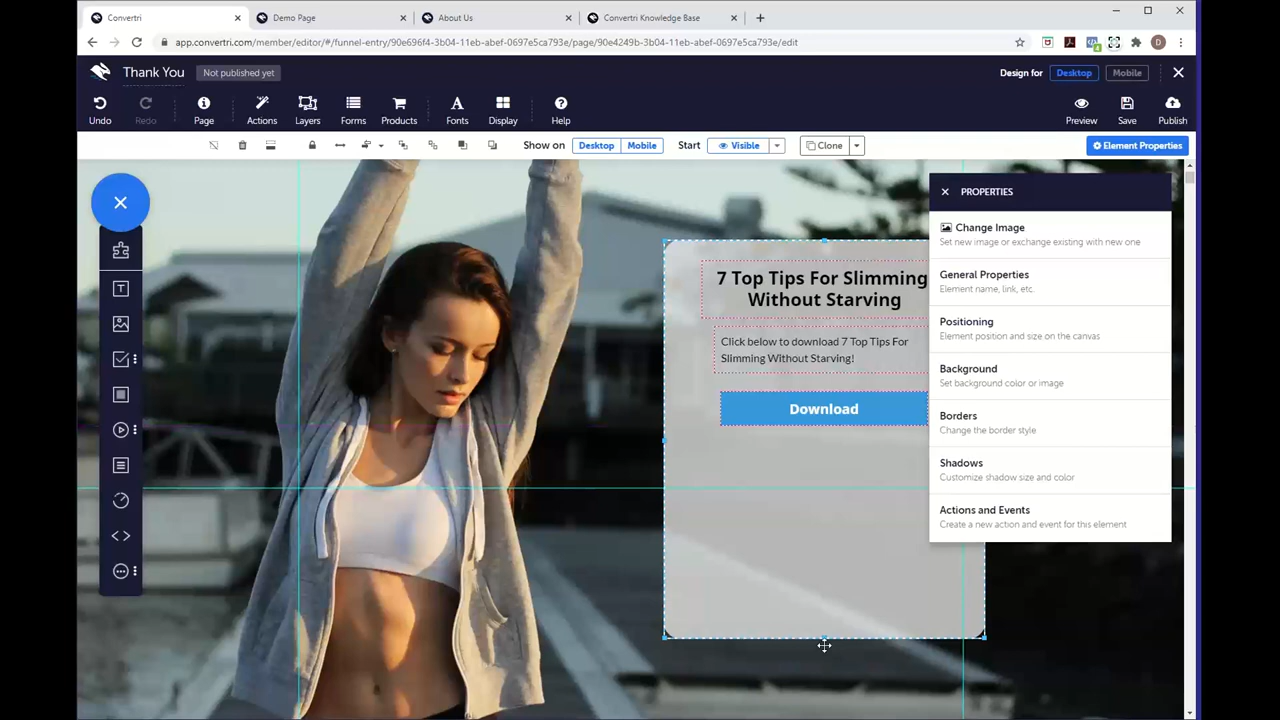 Convertri
Demo Page
About Us
Convertri Knowledge Base
app.convertri.com/member/editor/#/funnel-entry/90e696f4-3b04-11eb-abef-0697e5ca793e/page/90e4249b-3b04-11eb-abef-0697e5ca793e/edit
4
D
Thank You
Not published yet
Design for
Desktop
Mobile
Undo
Redo
Page
Actions
Layers
Forms
Products
Fonts
Display
Help
Preview
Save
Publish
Show on
Desktop
Mobile
Start
Visible
Clone
Element Properties
PROPERTIES
Change Image
Set new image or exchange existing with new one
General Properties
Element name, link, etc.
Positioning
Element position and size on the canvas
Background
Set background color or image
Borders
Change the border style
Shadows
Customize shadow size and color
Actions and Events
Create a new action and event for this element
7 Top Tips For Slimming
Without Starving
Click below to download 7 Top Tips For
Slimming Without Starving!
Download